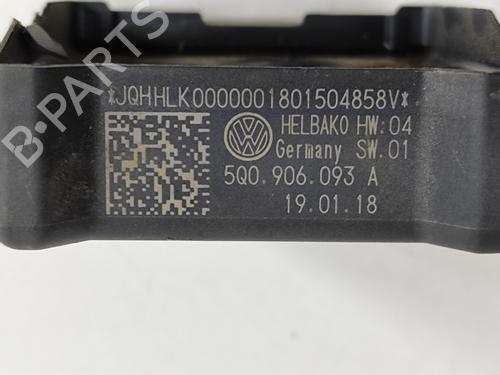 *JQHHLK0000001801504858V*
HELBAKO HW:04
Germany SW.01
5Q0.906.093 A
19.01.18
B-PARTS